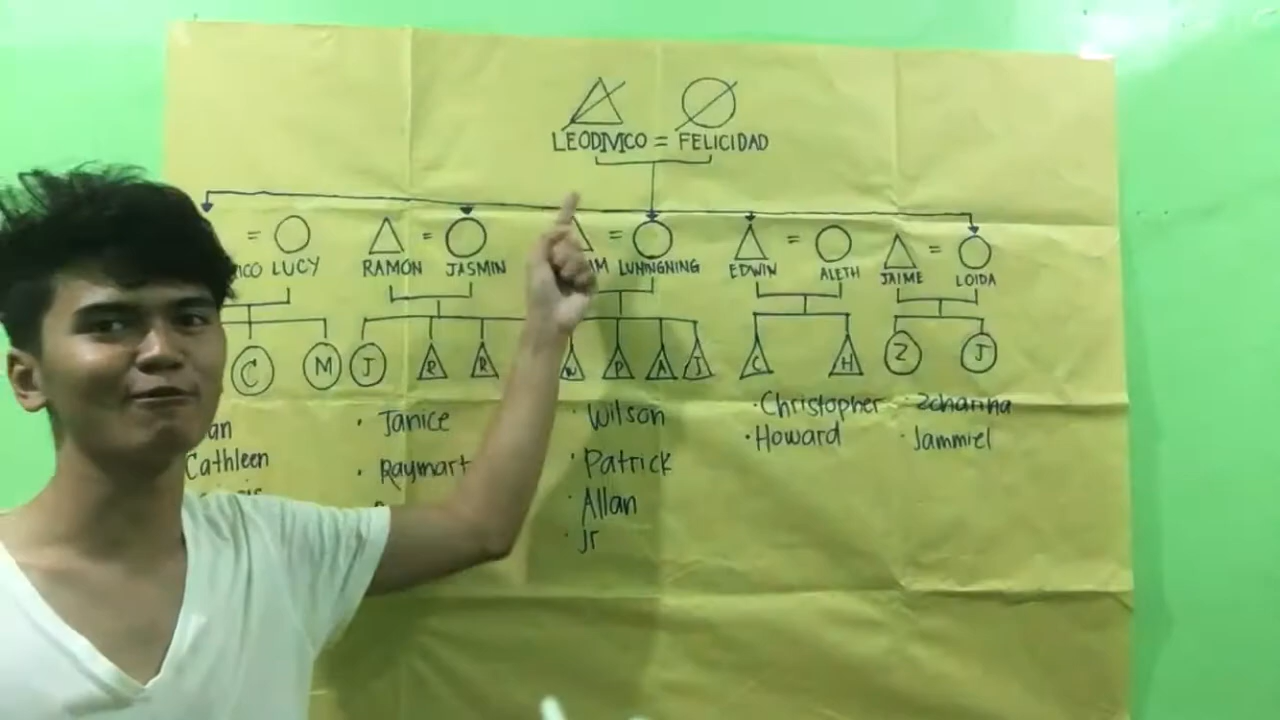 LEODIVICO = FELICIDAD
= LUCY RAMON = JASMIN = LUNINGNING EDWIN = ALETH JAIME = LOIDA
C M J R R W P A J C H Z J
Janice Wilson Christopher Zcharina
Cathleen Raymart Patrick Howard Jammiel
Allan
Jr